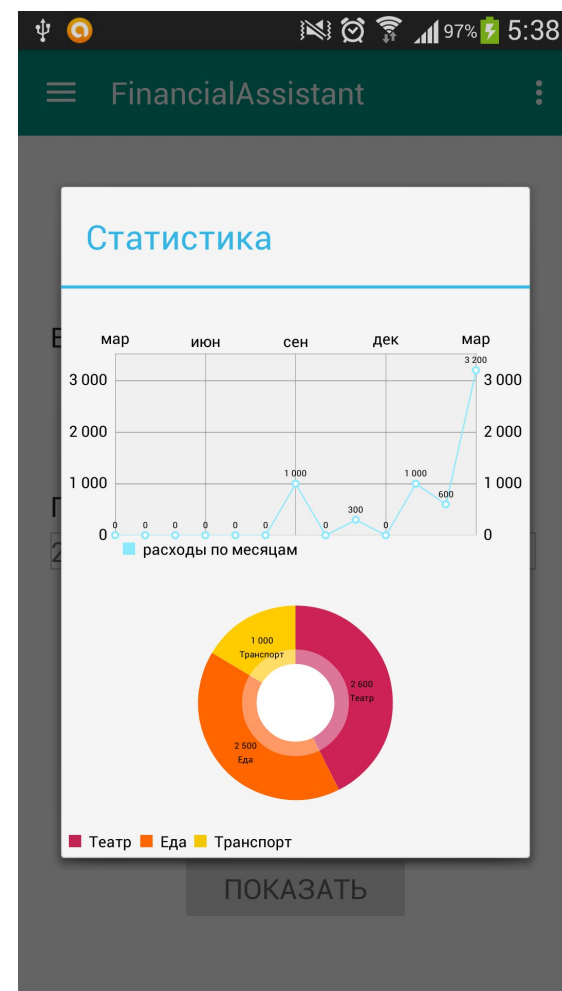 97% 5:38
FinancialAssistant
Статистика
мар июн сен дек мар
3 200
3 000 3 000
2 000 2 000
1 000 1 000 1 000 1 000
600
300
0 0 0 0 0 0 0 0 0 0
расходы по месяцам
1 000
Транспорт
2 600
Театр
2 500
Еда
Театр Еда Транспорт
ПОКАЗАТЬ